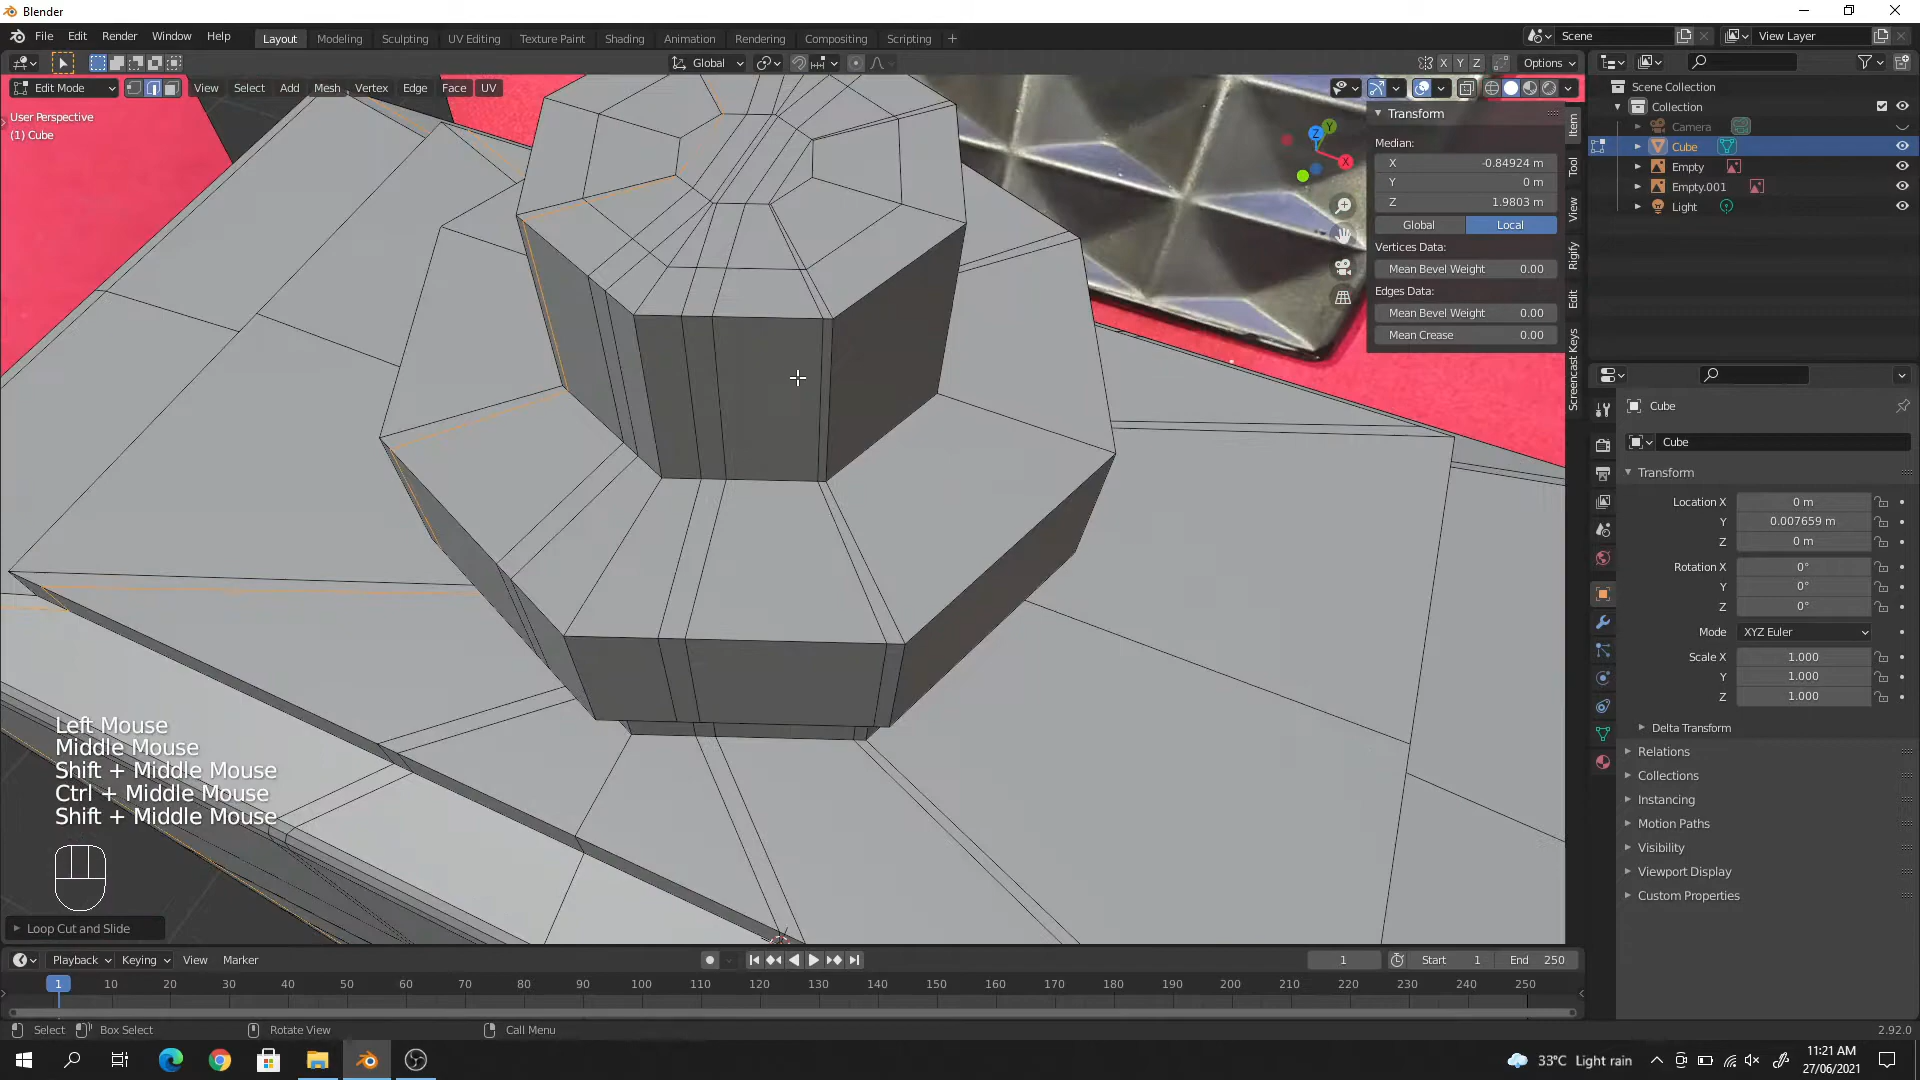 Blender
File Edit Render Window Help
Layout Modeling Sculpting UV Editing Texture Paint Shading Animation Rendering Compositing Scripting
Scene
View Layer
Global
X Y Z
Options
Edit Mode
View Select Add Mesh Vertex Edge Face UV
User Perspective
(1) Cube
Transform
Median:
X -0.84924 m
Y 0 m
Z 1.9803 m
Global Local
Vertices Data:
Mean Bevel Weight 0.00
Edges Data:
Mean Bevel Weight 0.00
Mean Crease 0.00
Item
Tool
View
Rigify
Edit
Screencast Keys
Z Y X
Scene Collection
Collection
Camera
Cube
Empty
Empty.001
Light
Cube
Cube
Transform
Location X 0 m
Y 0.007659 m
Z 0 m
Rotation X 0°
Y 0°
Z 0°
Mode XYZ Euler
Scale X 1.000
Y 1.000
Z 1.000
Delta Transform
Relations
Collections
Instancing
Motion Paths
Visibility
Viewport Display
Custom Properties
Left Mouse
Middle Mouse
Shift + Middle Mouse
Ctrl + Middle Mouse
Shift + Middle Mouse
Loop Cut and Slide
Playback Keying View Marker
1
Start 1
End 250
1 10 20 30 40 50 60 70 80 90 100 110 120 130 140 150 160 170 180 190 200 210 220 230 240 250
Select Box Select Rotate View Call Menu
2.92.0
33°C Light rain
11:21 AM
27/06/2021